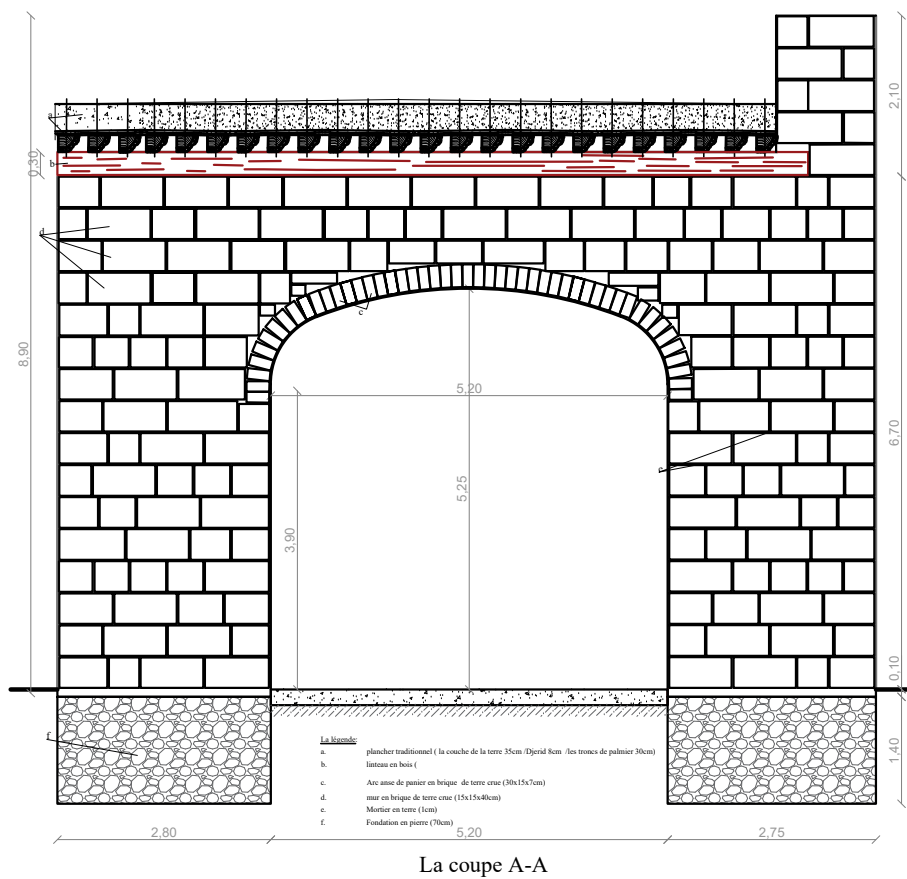 2,10
a
b
0,30
d
c
8,90
5,20
6,70
e
5,25
3,90
0,10
f
1,40
La légende:
a. plancher traditionnel ( la couche de la terre 35cm /Djerid 8cm /les troncs de palmier 30cm)
b. linteau en bois (
c. Arc anse de panier en brique de terre crue (30x15x7cm)
d. mur en brique de terre crue (15x15x40cm)
e. Mortier en terre (1cm)
f. Fondation en pierre (70cm)
2,80
5,20
2,75
La coupe A-A